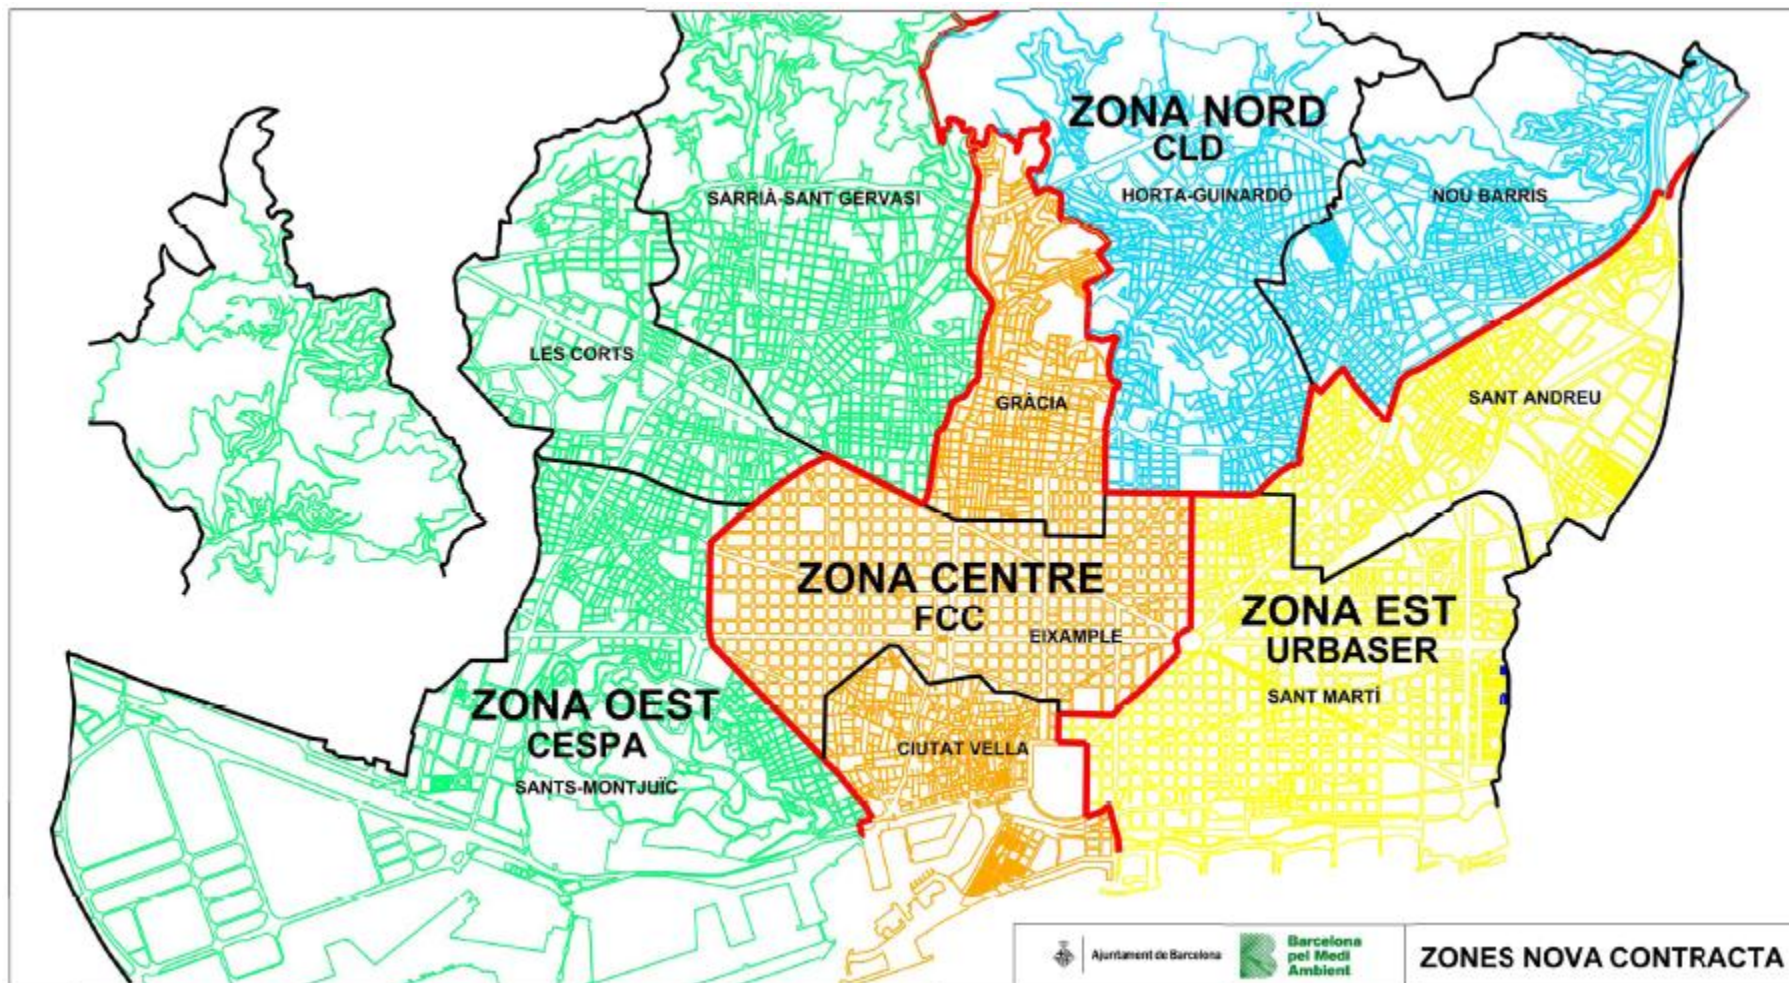 ZONA NORD
CLD
SARRIÀ-SANT GERVASI
HORTA-GUINARDÓ
NOU BARRIS
LES CORTS
GRÀCIA
SANT ANDREU
ZONA CENTRE
FCC
EIXAMPLE
ZONA EST
URBASER
SANT MARTÍ
ZONA OEST
CESPA
SANTS-MONTJUÏC
CIUTAT VELLA
Ajuntament de Barcelona
Barcelona
pel Medi
Ambient
ZONES NOVA CONTRACTA